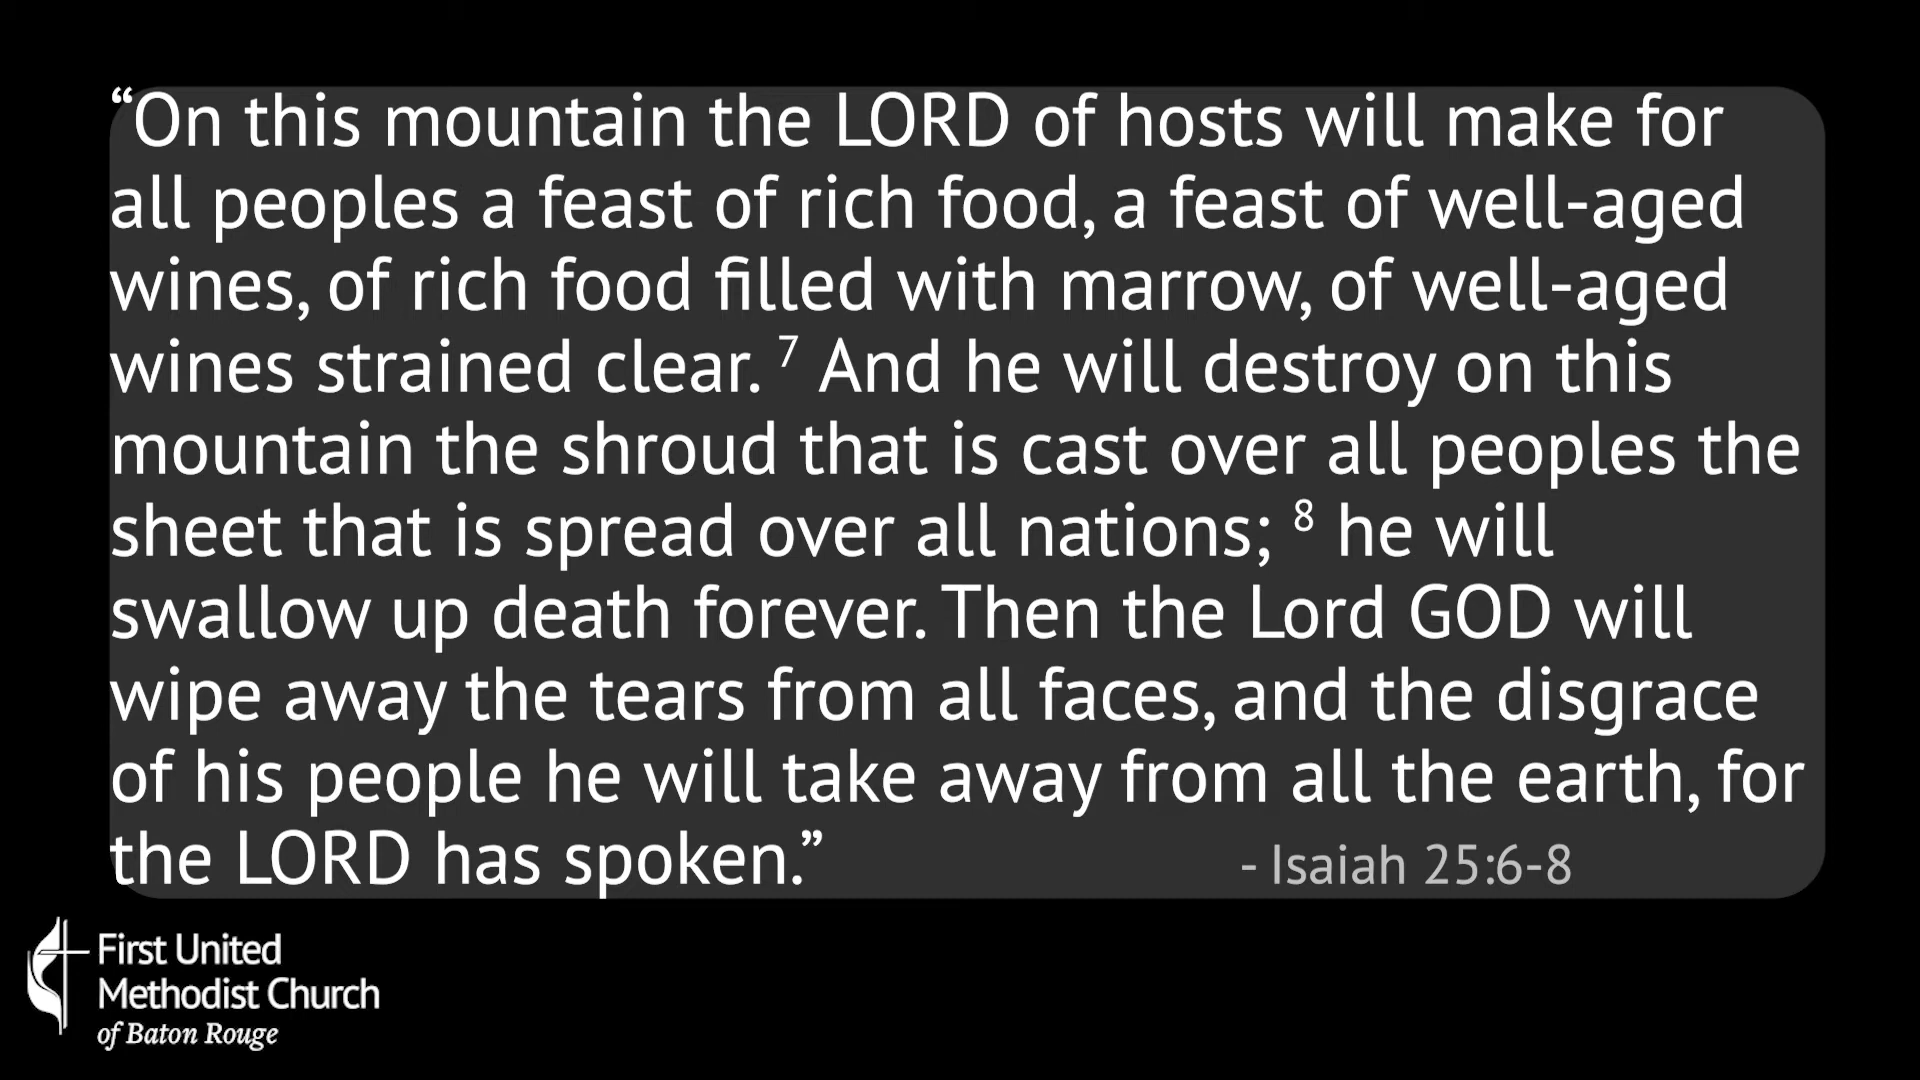 “On this mountain the LORD of hosts will make for
all peoples a feast of rich food, a feast of well-aged
wines, of rich food filled with marrow, of well-aged
wines strained clear. ⁷ And he will destroy on this
mountain the shroud that is cast over all peoples the
sheet that is spread over all nations; ⁸ he will
swallow up death forever. Then the Lord GOD will
wipe away the tears from all faces, and the disgrace
of his people he will take away from all the earth, for
the LORD has spoken.” - Isaiah 25:6-8
First United
Methodist Church
of Baton Rouge